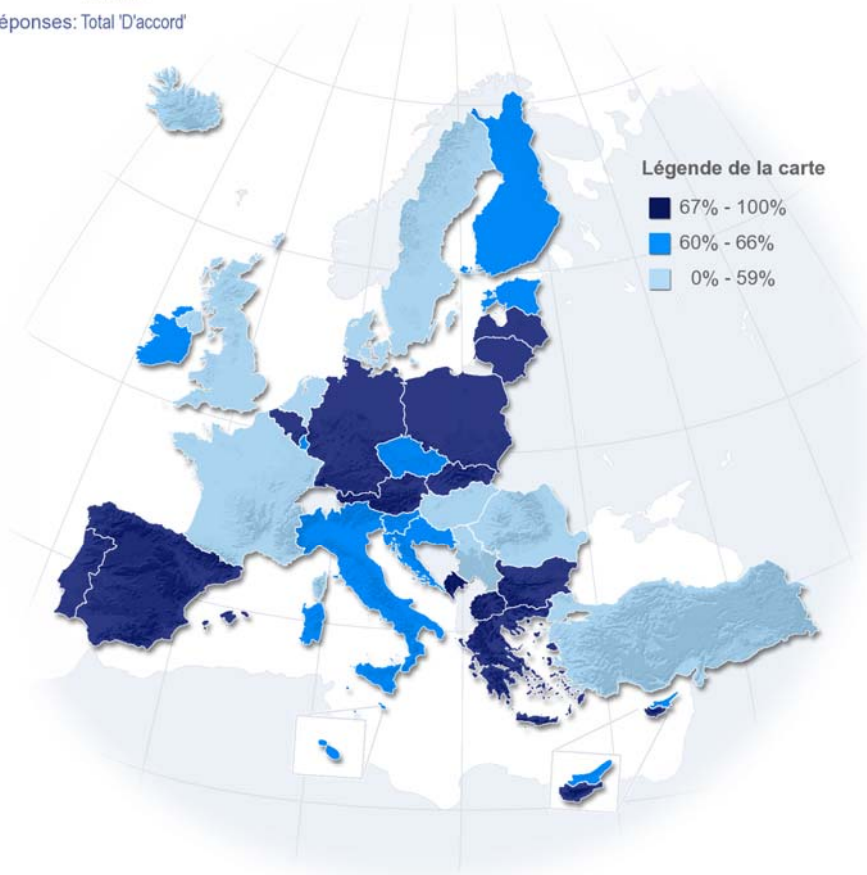 éponses: Total 'D'accord'
Légende de la carte
67% - 100%
60% - 66%
0% - 59%